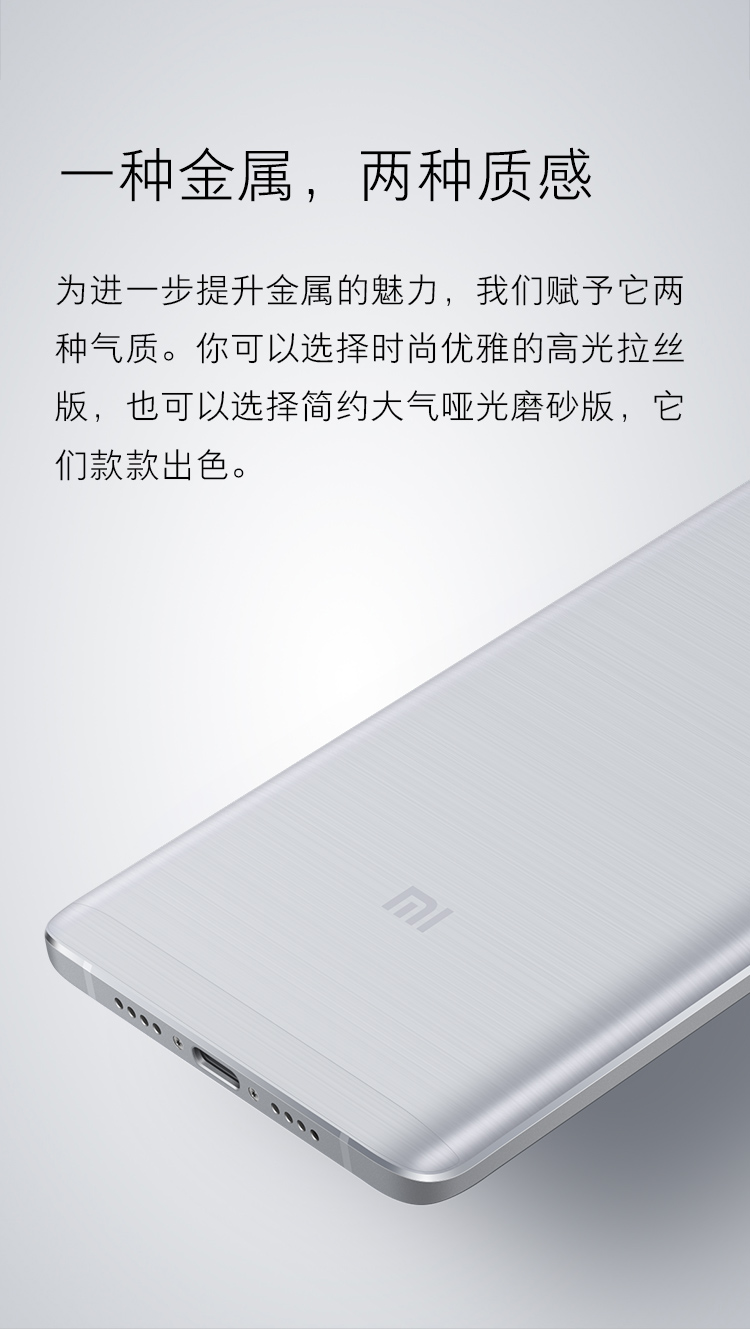 一种金属，两种质感
为进一步提升金属的魅力，我们赋予它两
种气质。你可以选择时尚优雅的高光拉丝
版，也可以选择简约大气哑光磨砂版，它
们款款出色。
MI